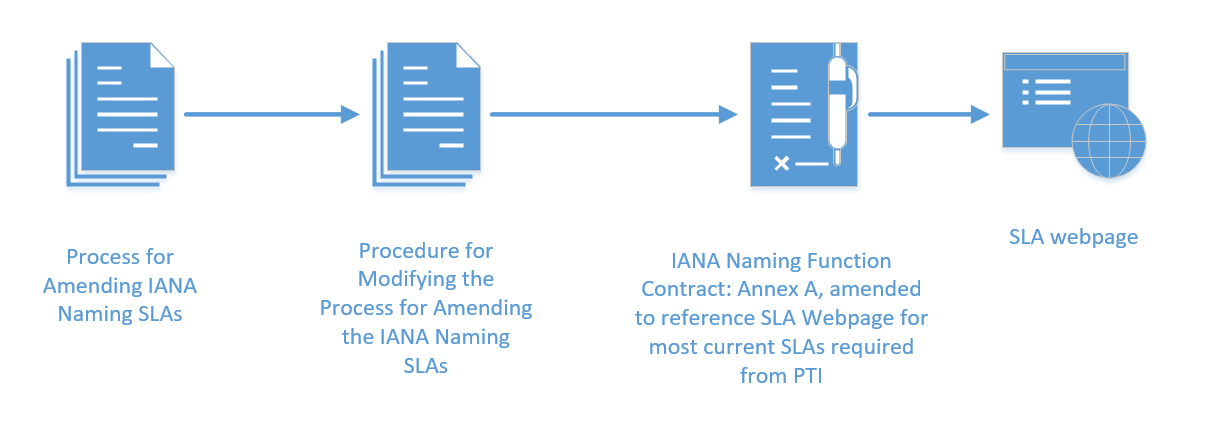 Process for
Amending IANA
Naming SLAs
Procedure for
Modifying the
Process for Amending
the IANA Naming
SLAs
IANA Naming Function
Contract: Annex A, amended
to reference SLA Webpage for
most current SLAs required
from PTI
SLA webpage